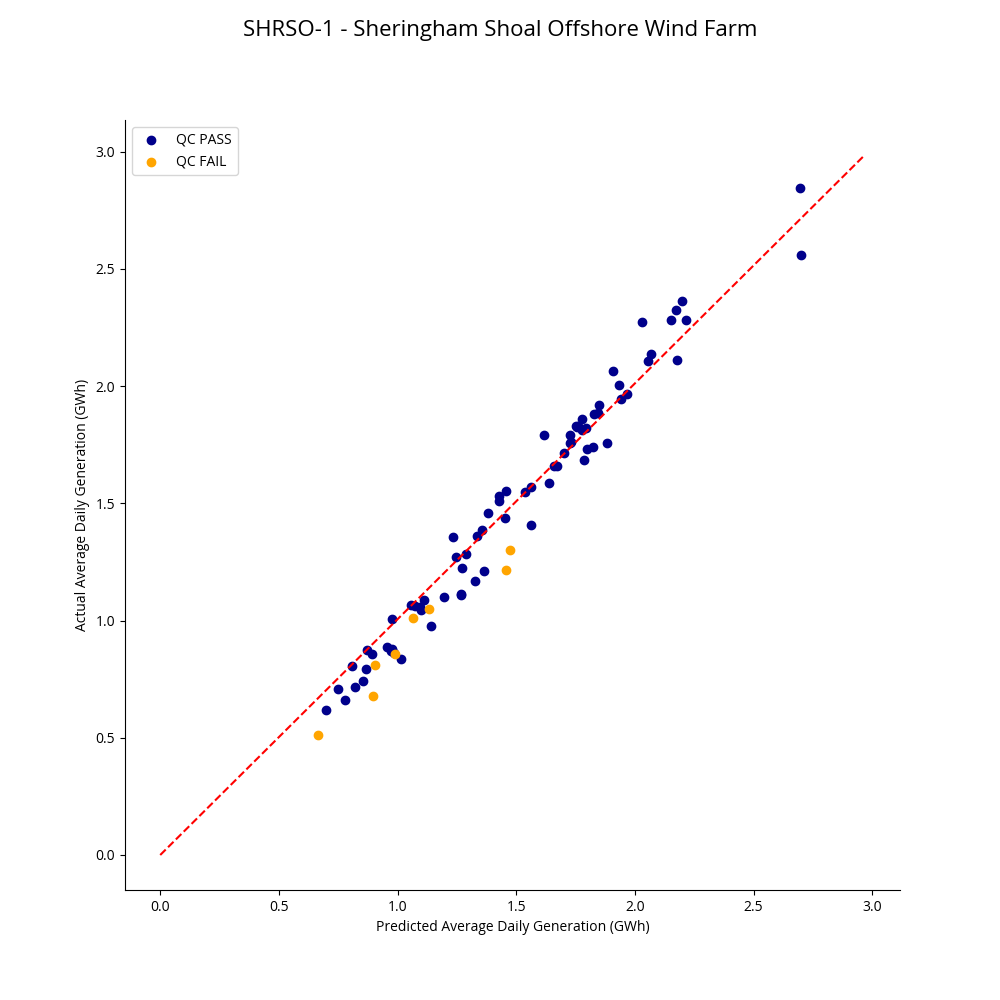 SHRSO-1 - Sheringham Shoal Offshore Wind Farm
QC PASS
QC FAIL
3.0
2.5
2.0
1.5
1.0
0.5
0.0
Actual Average Daily Generation (GWh)
0.0 0.5 1.0 1.5 2.0 2.5 3.0
Predicted Average Daily Generation (GWh)